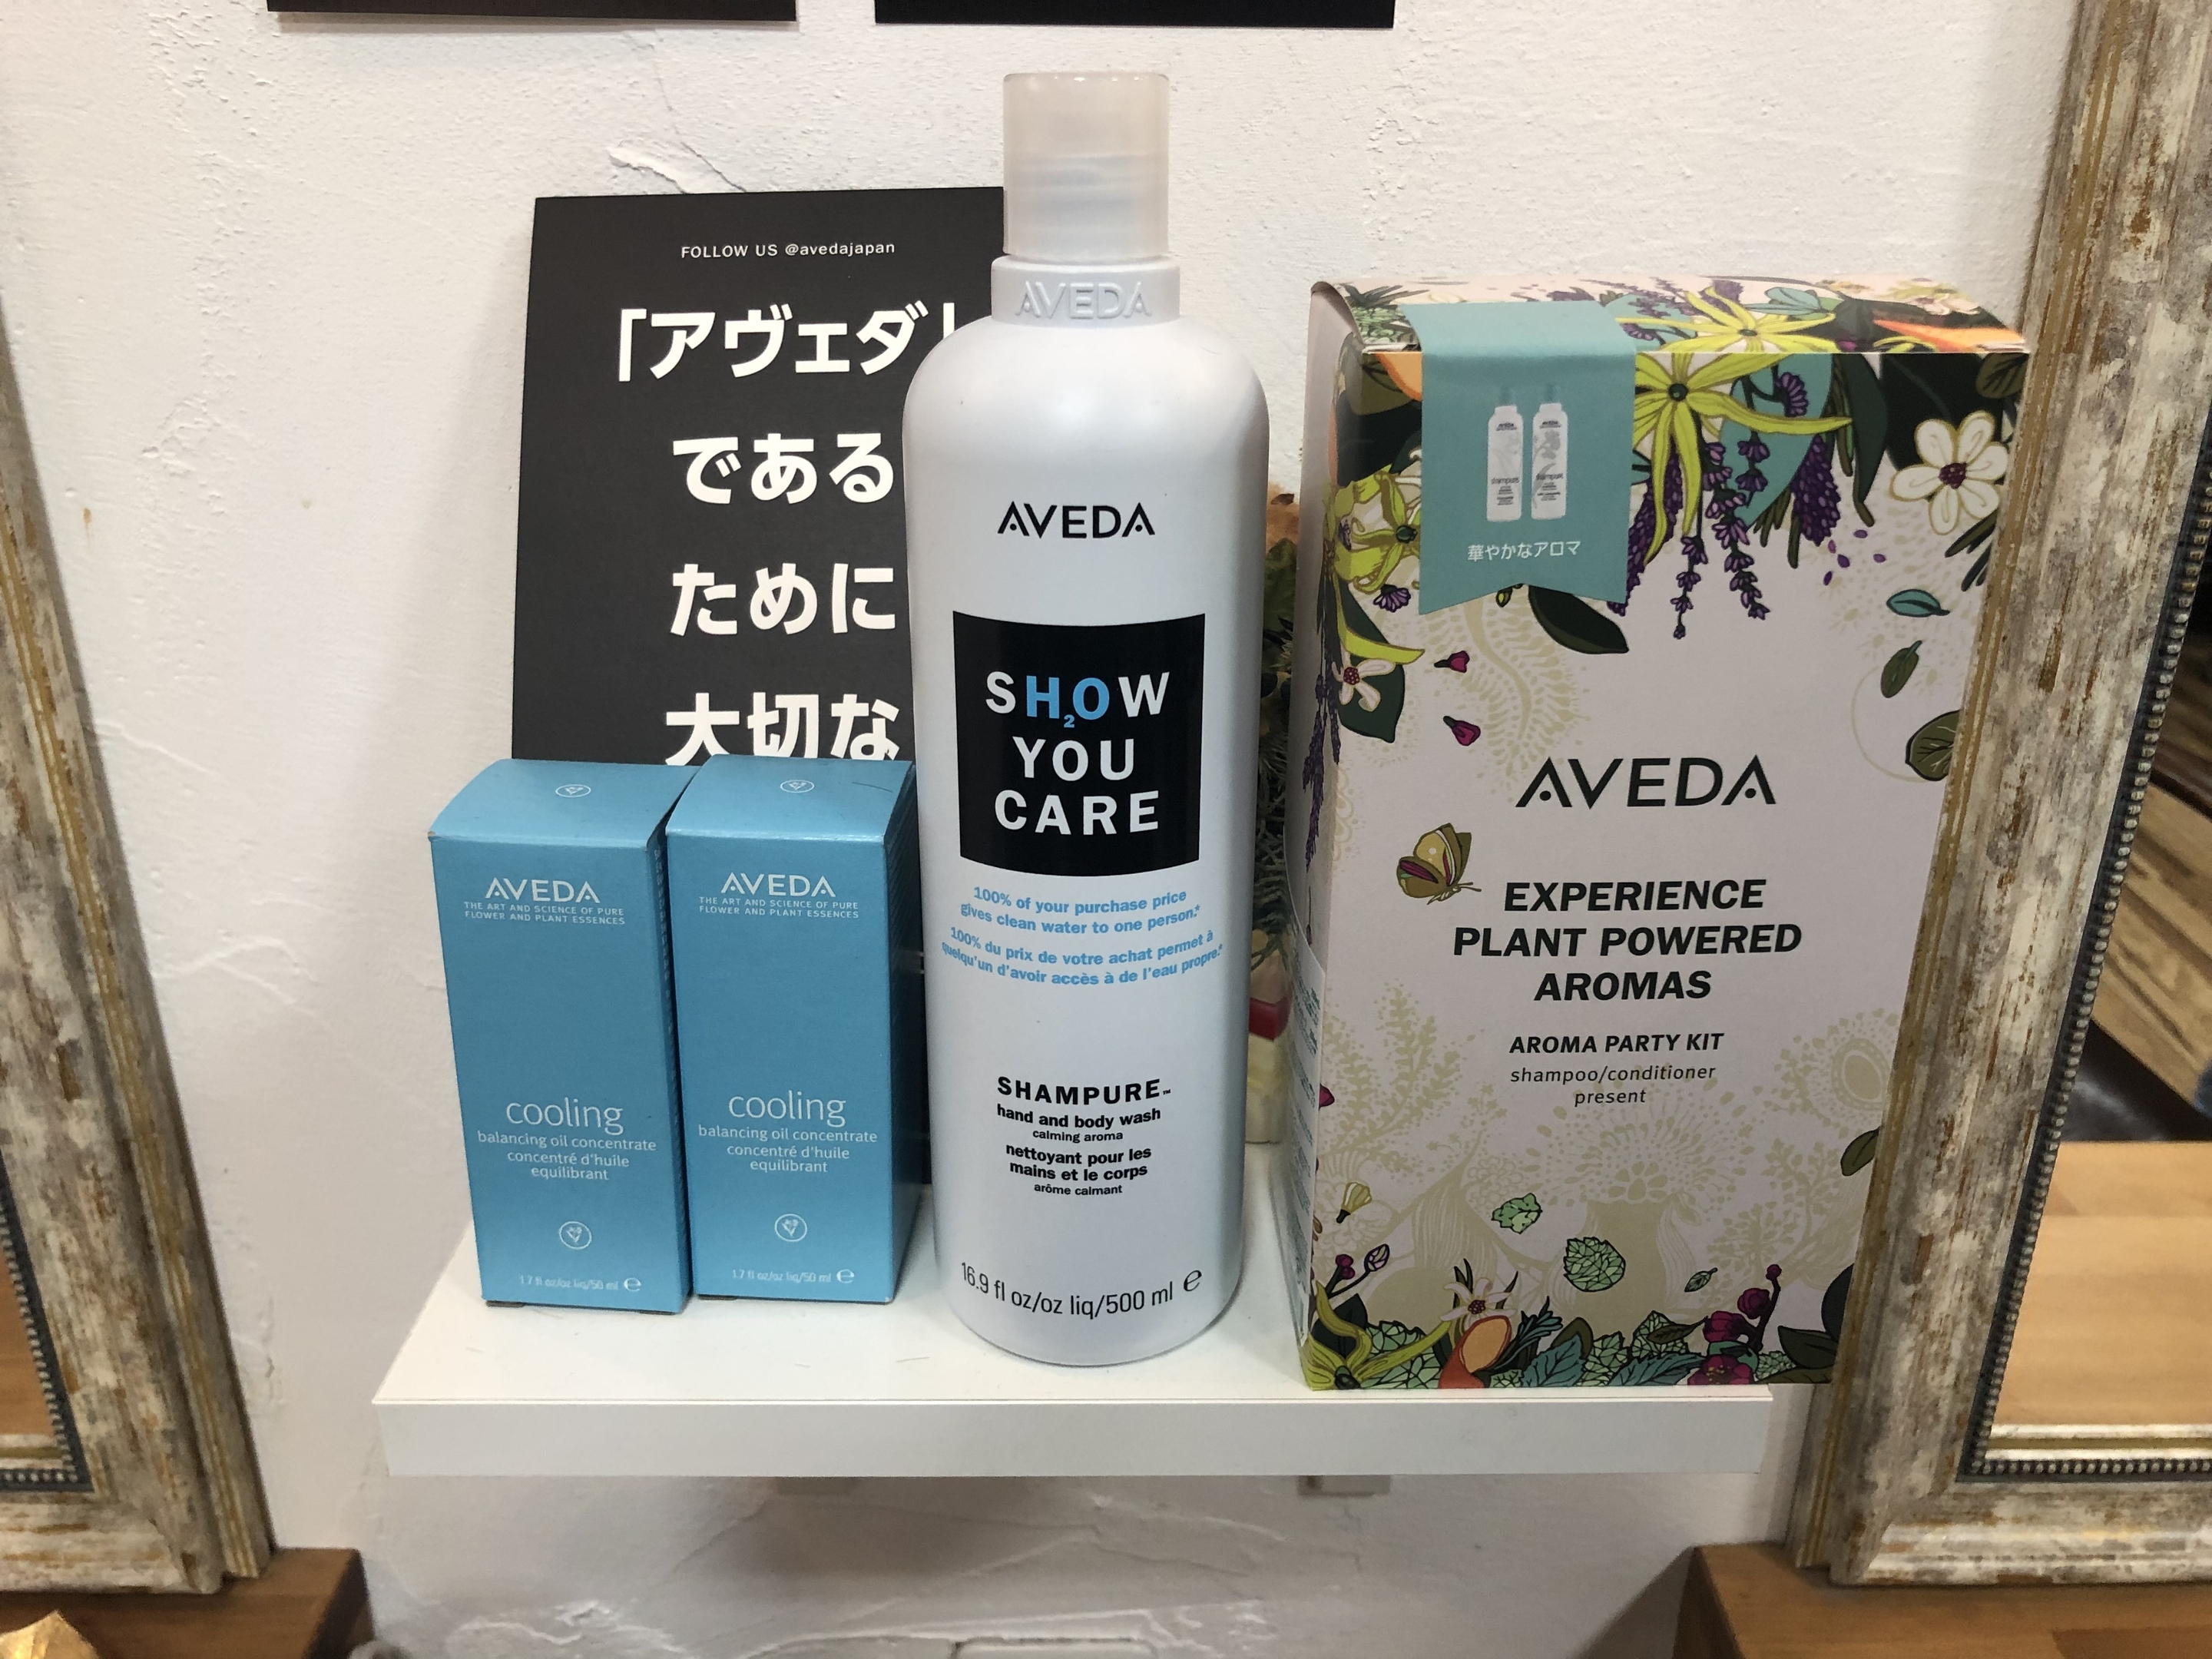 FOLLOW US @avedajapan
「アヴェダ」
である
ために
大切な
AVEDA
THE ART AND SCIENCE OF PURE
FLOWER AND PLANT ESSENCES
cooling
balancing oil concentrate
concentré d'huile
equilibrant
1.7 fl oz/oz liq/50 ml e
AVEDA
THE ART AND SCIENCE OF PURE
FLOWER AND PLANT ESSENCES
cooling
balancing oil concentrate
concentré d'huile
equilibrant
1.7 fl oz/oz liq/50 ml e
AVEDA
AVEDA
SH₂OW
YOU
CARE
100% of your purchase price
gives clean water to one person.*
100% du prix de votre achat permet à
quelqu'un d'avoir accès à de l'eau propre.*
SHAMPURE™
hand and body wash
calming aroma
nettoyant pour les
mains et le corps
arôme calmant
16.9 fl oz/oz liq/500 ml e
華やかなアロマ
AVEDA
EXPERIENCE
PLANT POWERED
AROMAS
AROMA PARTY KIT
shampoo/conditioner
present